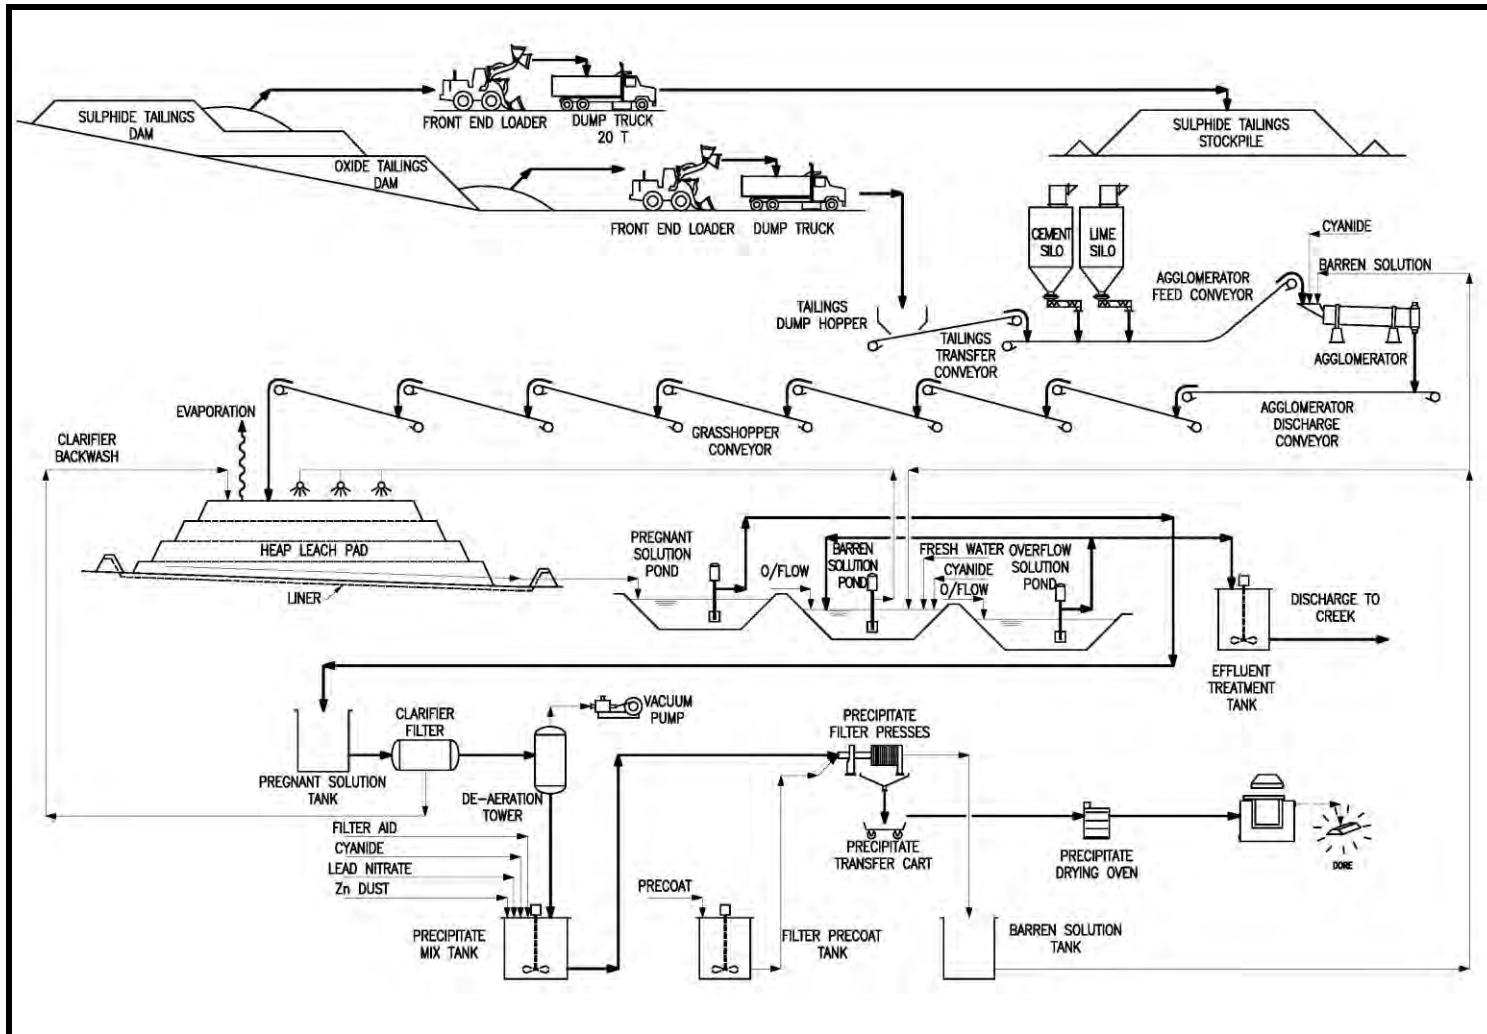 SULPHIDE TAILINGS
DAM
FRONT END LOADER
DUMP TRUCK
20 T
SULPHIDE TAILINGS
STOCKPILE
OXIDE TAILINGS
DAM
FRONT END LOADER
DUMP TRUCK
CEMENT
SILO
LIME
SILO
CYANIDE
BARREN SOLUTION
AGGLOMERATOR
FEED CONVEYOR
TAILINGS
DUMP HOPPER
TAILINGS
TRANSFER
CONVEYOR
AGGLOMERATOR
EVAPORATION
CLARIFIER
BACKWASH
GRASSHOPPER
CONVEYOR
AGGLOMERATOR
DISCHARGE
CONVEYOR
HEAP LEACH PAD
LINER
PREGNANT
SOLUTION
POND
O/FLOW
BARREN
SOLUTION
POND
FRESH WATER
CYANIDE
O/FLOW
OVERFLOW
SOLUTION
POND
DISCHARGE TO
CREEK
EFFLUENT
TREATMENT
TANK
CLARIFIER
FILTER
VACUUM
PUMP
PRECIPITATE
FILTER PRESSES
PREGNANT SOLUTION
TANK
DE-AERATION
TOWER
FILTER AID
CYANIDE
LEAD NITRATE
Zn DUST
PRECIPITATE
TRANSFER CART
PRECIPITATE
DRYING OVEN
DORE
PRECOAT
PRECIPITATE
MIX TANK
FILTER PRECOAT
TANK
BARREN SOLUTION
TANK